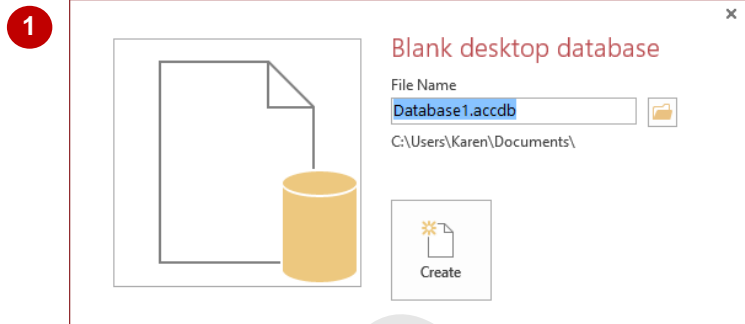 1
Blank desktop database
File Name
Database1.accdb
C:\Users\Karen\Documents\
Create